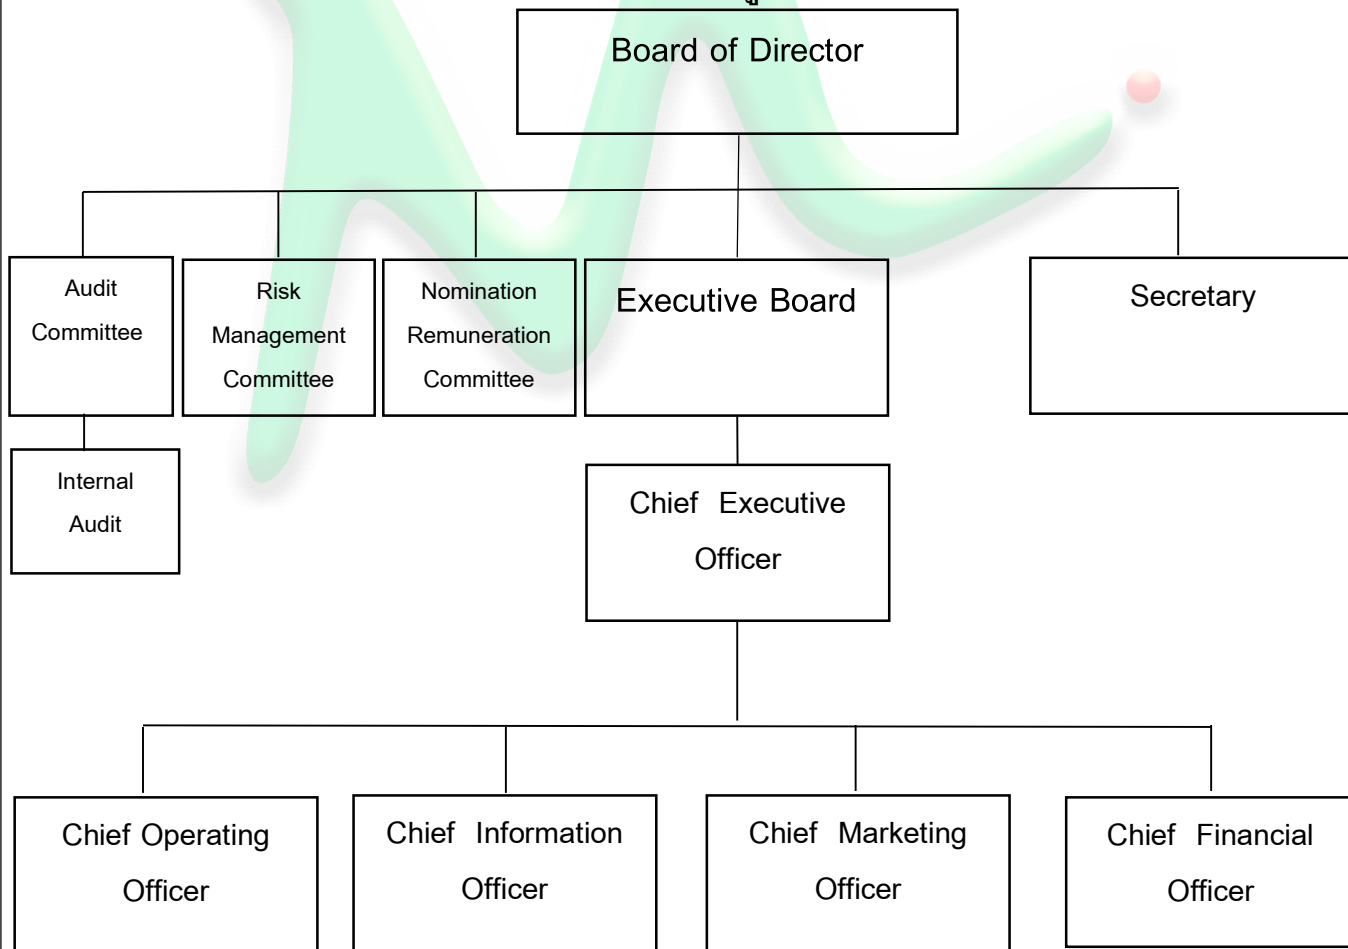 Board of Director
Audit
Committee
Risk
Management
Committee
Nomination
Remuneration
Committee
Executive Board
Secretary
Internal
Audit
Chief Executive
Officer
Chief Operating
Officer
Chief Information
Officer
Chief Marketing
Officer
Chief Financial
Officer